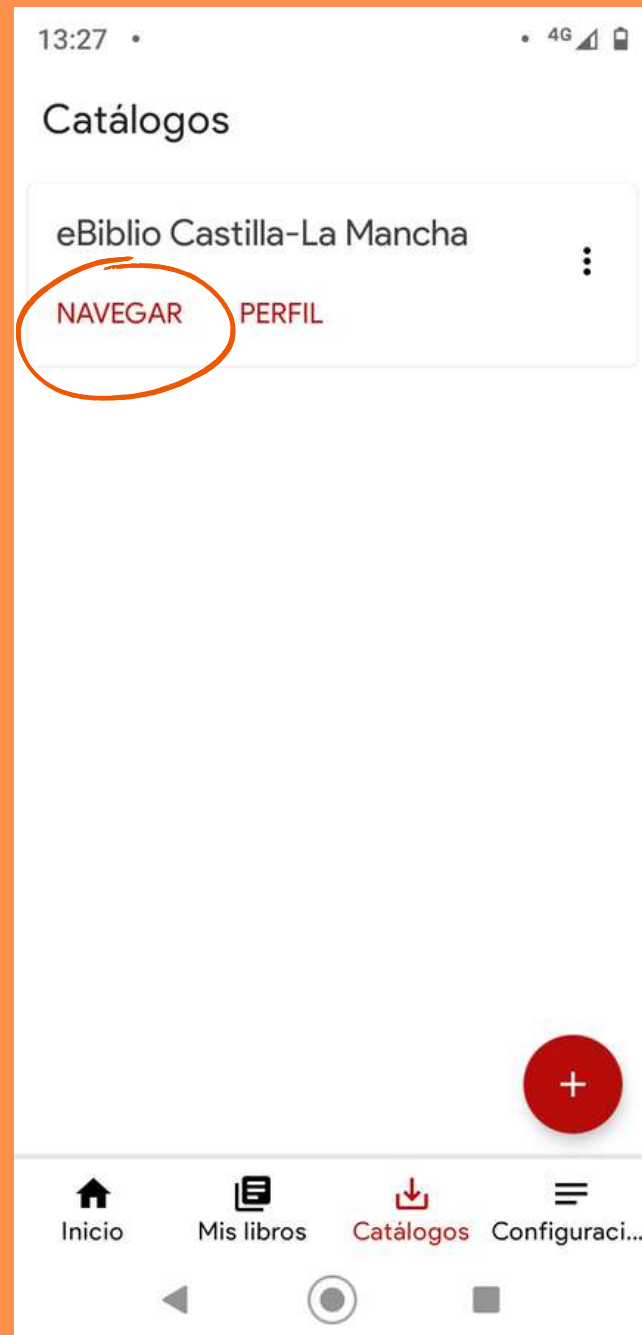 13:27
4G
Catálogos
eBiblio Castilla-La Mancha
NAVEGAR PERFIL
+
Inicio Mis libros Catálogos Configuraci...